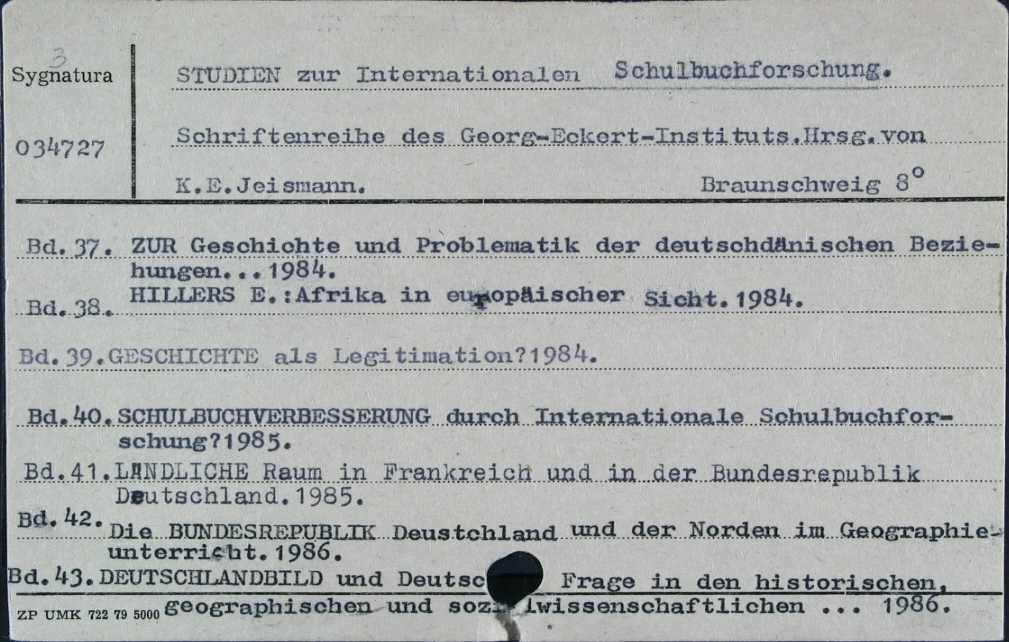 3
Sygnatura
STUDIEN zur Internationalen Schulbuchforschung.
034727
Schriftenreihe des Georg-Eckert-Instituts.Hrsg.von
K.E.Jeismann. Braunschweig 8°
Bd.37. ZUR Geschichte und Problematik der deutschdänischen Bezie-
hungen...1984.
Bd.38. HILLERS E.:Afrika in europäischer Sicht.1984.
Bd.39.GESCHICHTE als Legitimation?1984.
Bd.40.SCHULBUCHVERBESSERUNG durch Internationale Schulbuchfor-
schung?1985.
Bd.41.LÄNDLICHE Raum in Frankreich und in der Bundesrepublik
Deutschland.1985.
Bd.42. Die BUNDESREPUBLIK Deustchland und der Norden im Geographie-
unterricht.1986.
Bd.43.DEUTSCHLANDBILD und Deutsc Frage in den historischen,
geographischen und sozi lwissenschaftlichen ... 1986.
ZP UMK 722 79 5000